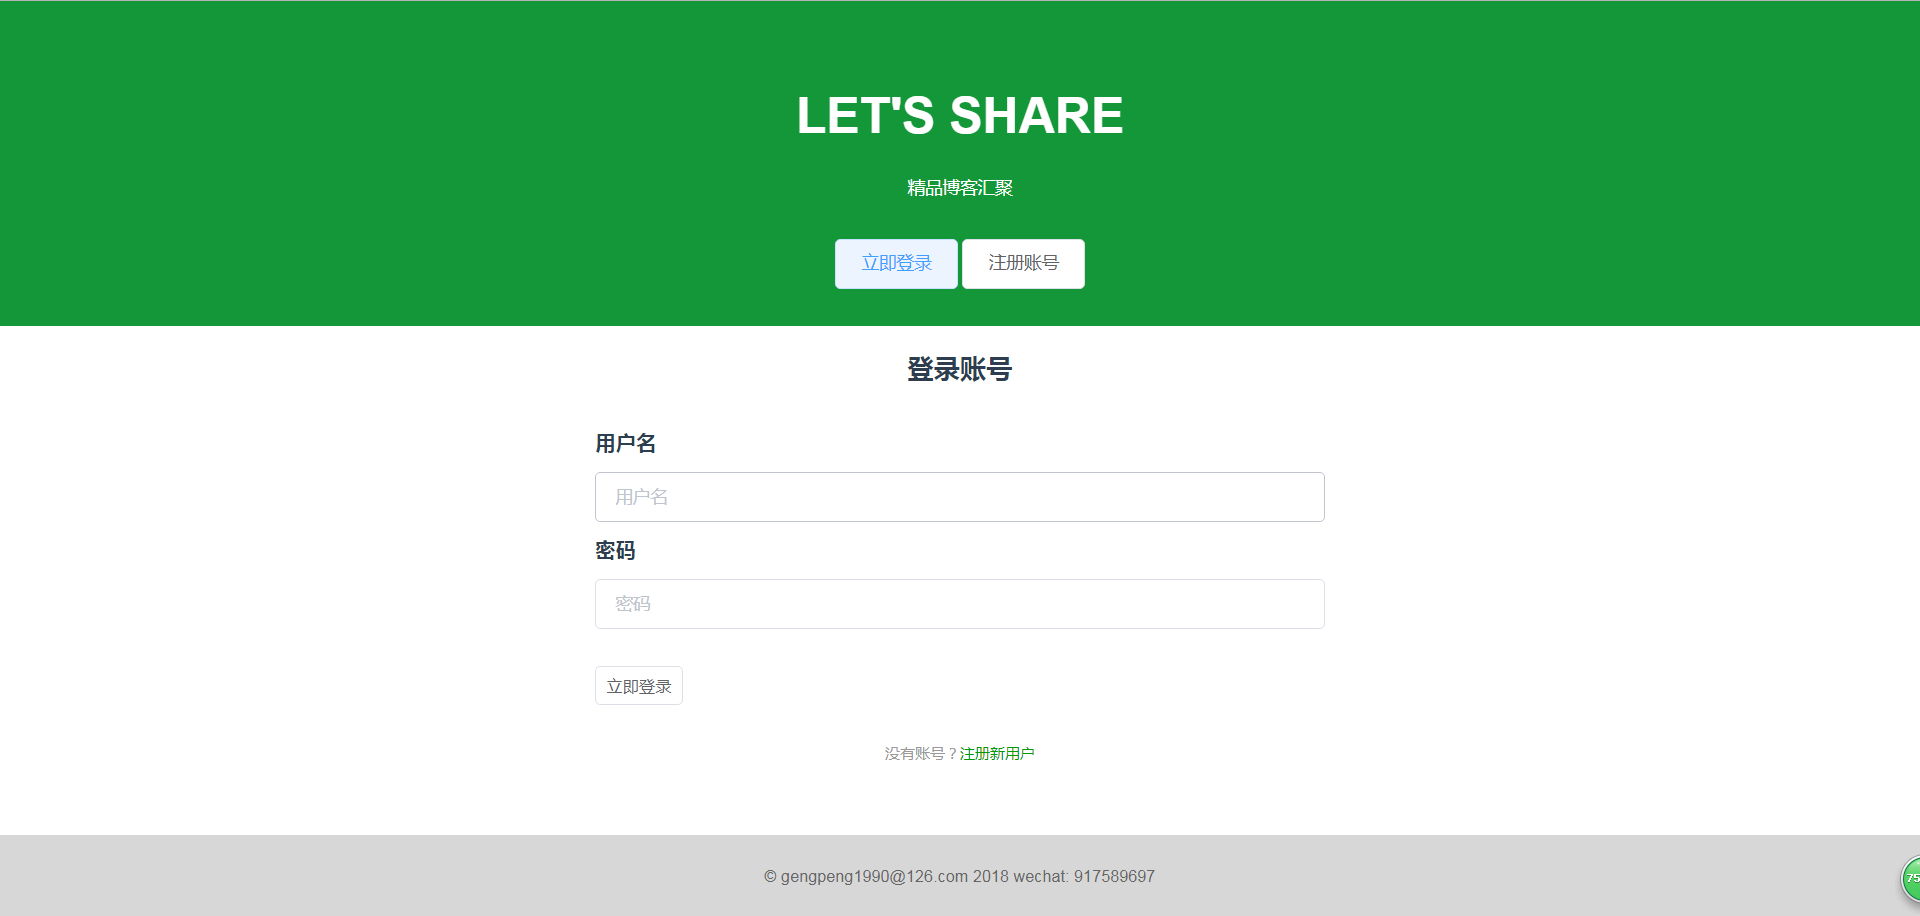 LET'S SHARE
精品博客汇聚
立即登录 注册账号
登录账号
用户名
用户名
密码
密码
立即登录
没有账号？注册新用户
© gengpeng1990@126.com 2018 wechat: 917589697
75